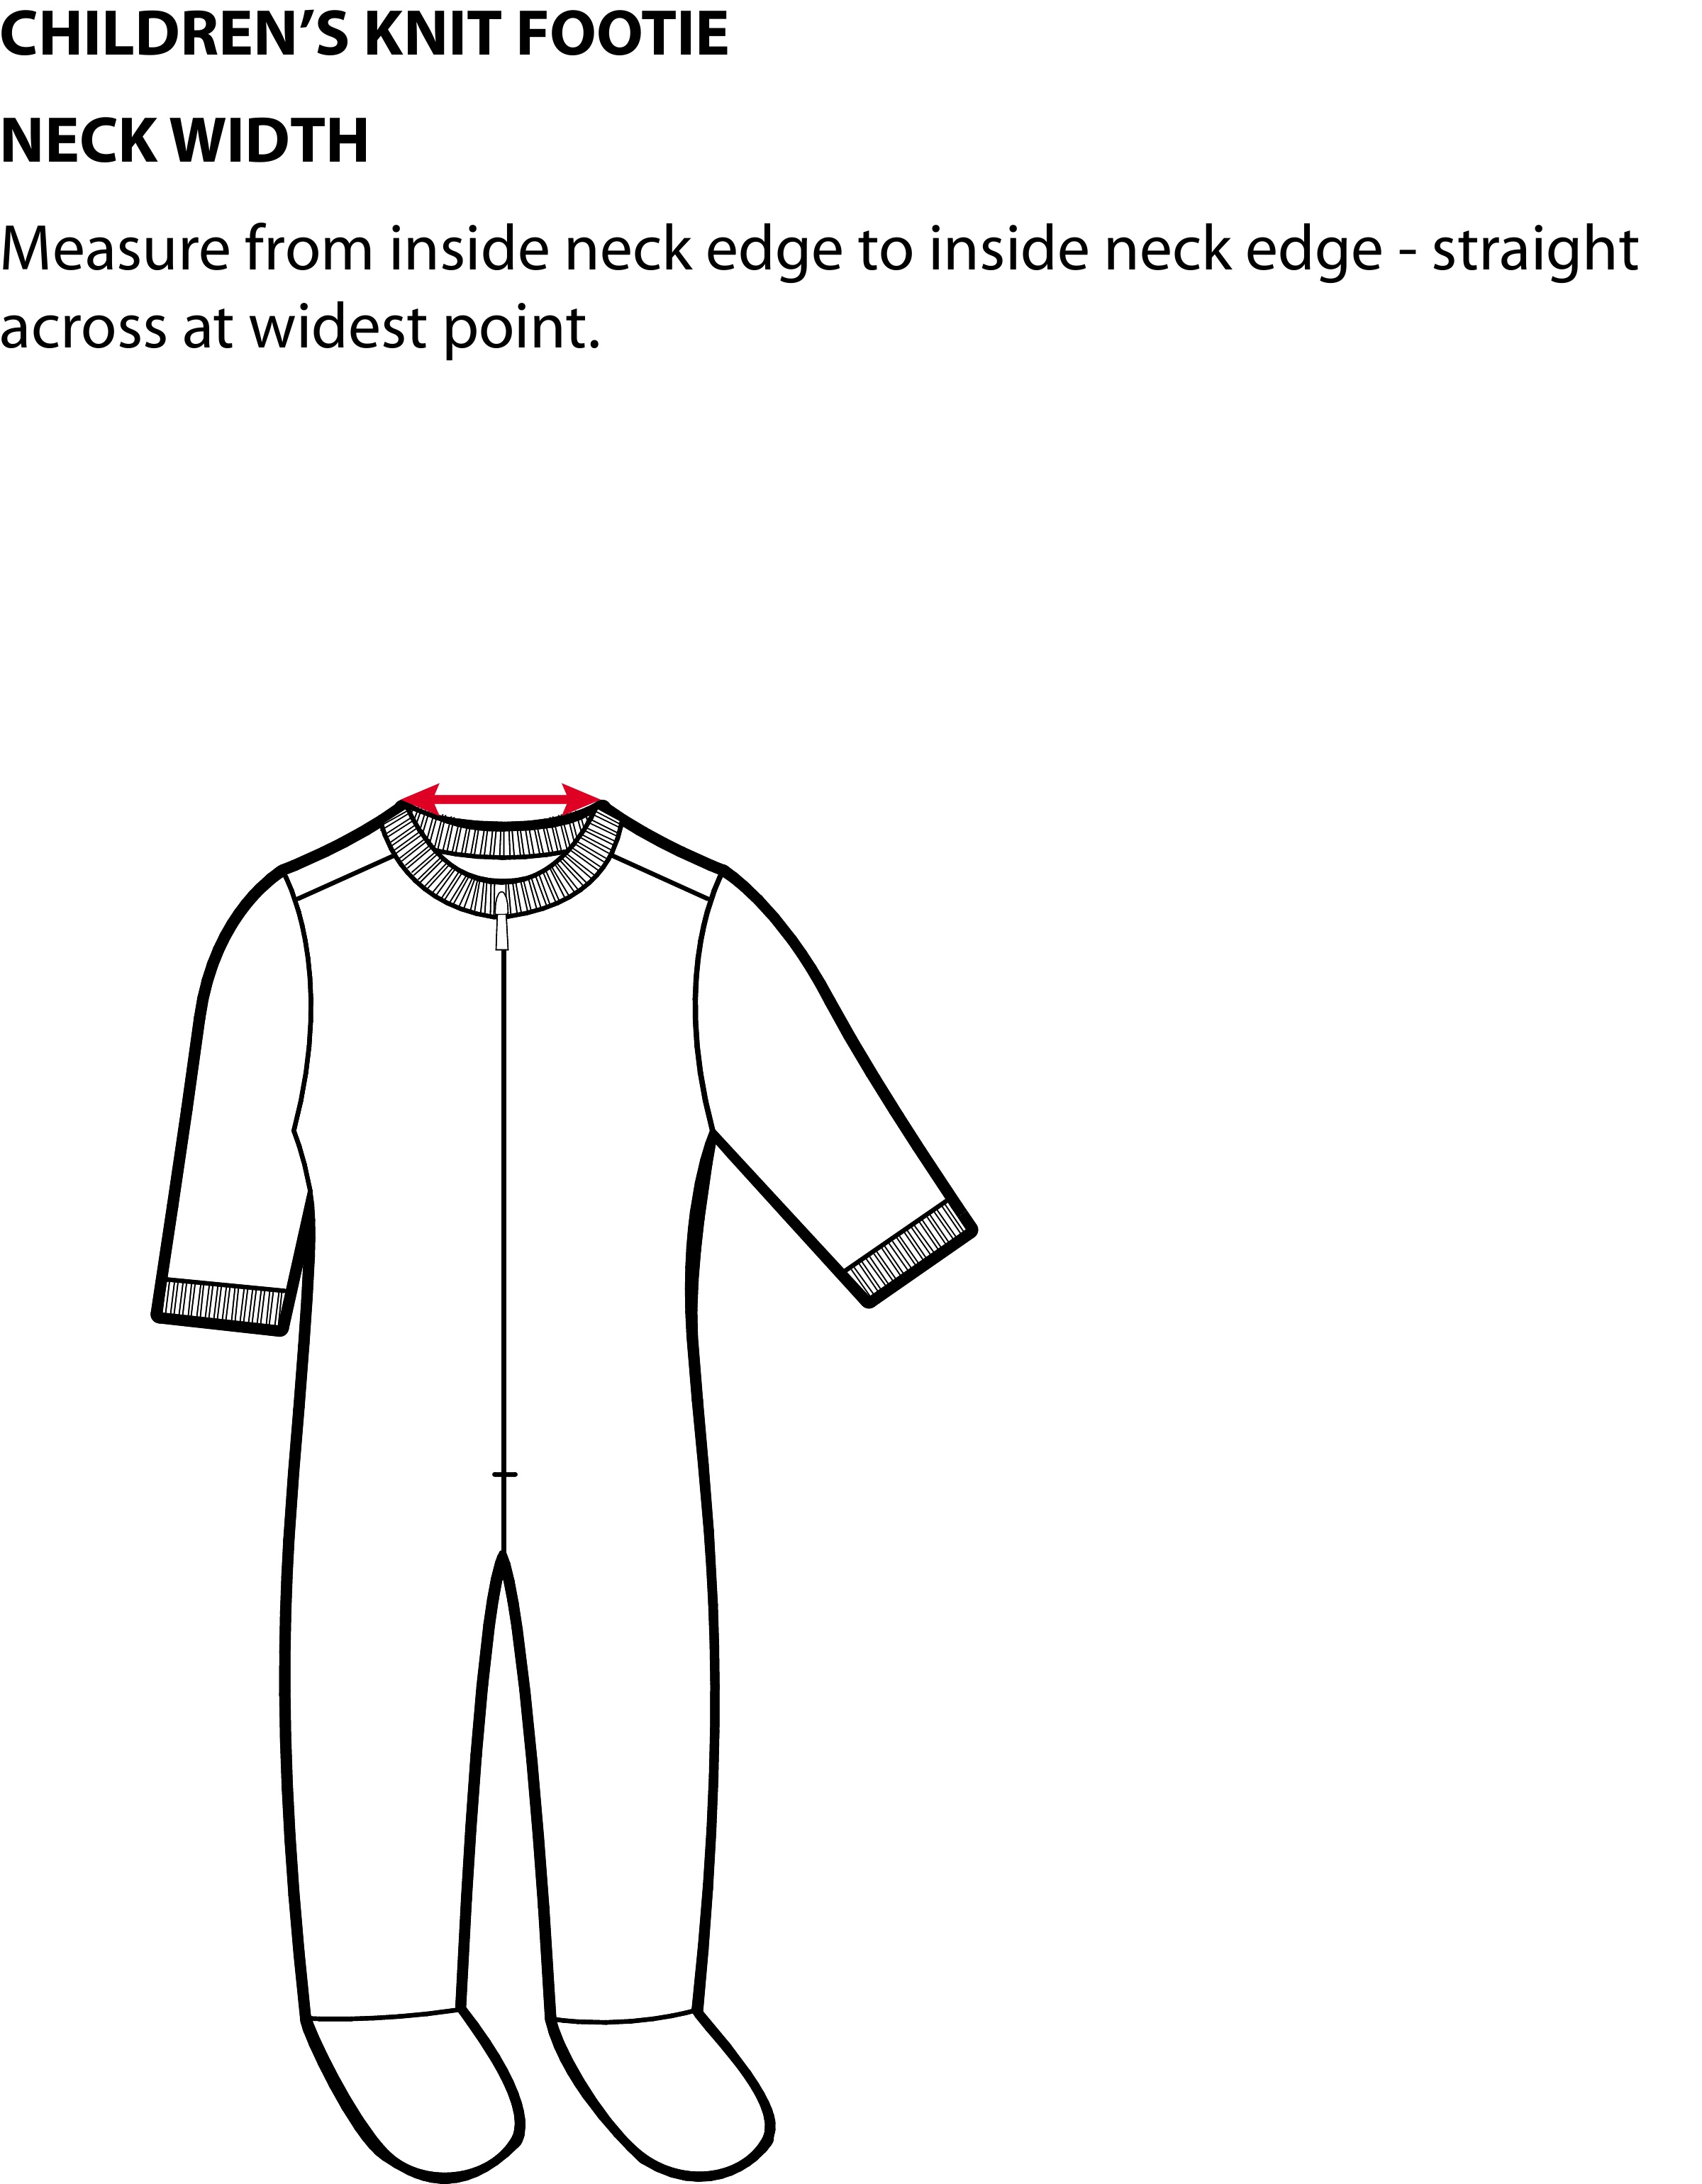 CHILDREN’S KNIT FOOTIE
NECK WIDTH
Measure from inside neck edge to inside neck edge - straight
across at widest point.